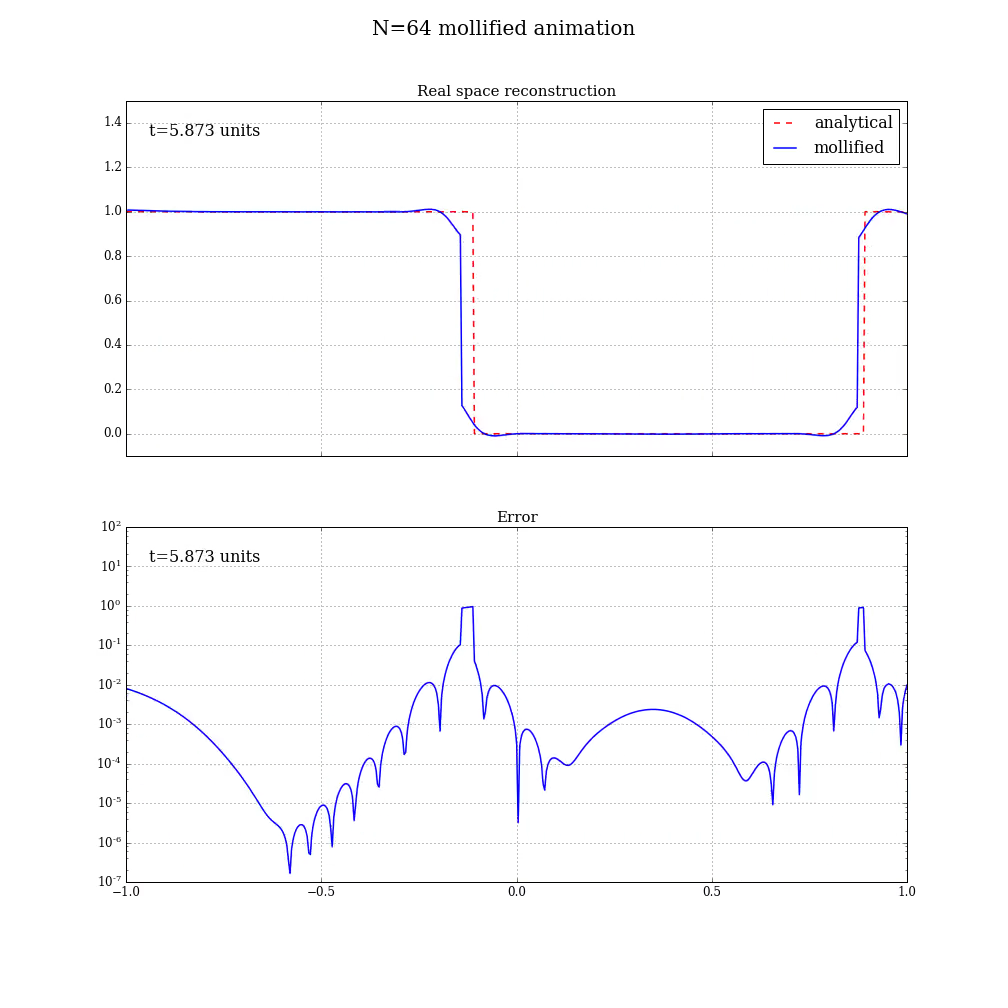 N=64 mollified animation
Real space reconstruction
t=5.873 units
analytical
mollified
1.4
1.2
1.0
0.8
0.6
0.4
0.2
0.0
Error
t=5.873 units
10²
10¹
10⁰
10⁻¹
10⁻²
10⁻³
10⁻⁴
10⁻⁵
10⁻⁶
10⁻⁷
−1.0 −0.5 0.0 0.5 1.0